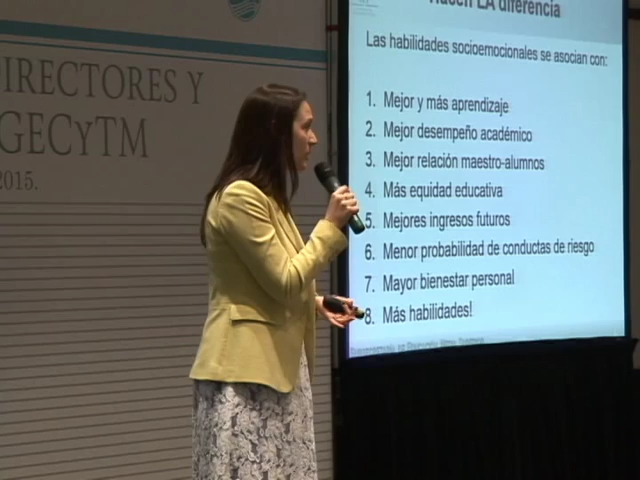 DIRECTORES Y
GECyTM
2015.
Hacen LA diferencia
Las habilidades socioemocionales se asocian con:
1. Mejor y más aprendizaje
2. Mejor desempeño académico
3. Mejor relación maestro-alumnos
4. Más equidad educativa
5. Mejores ingresos futuros
6. Menor probabilidad de conductas de riesgo
7. Mayor bienestar personal
8. Más habilidades!